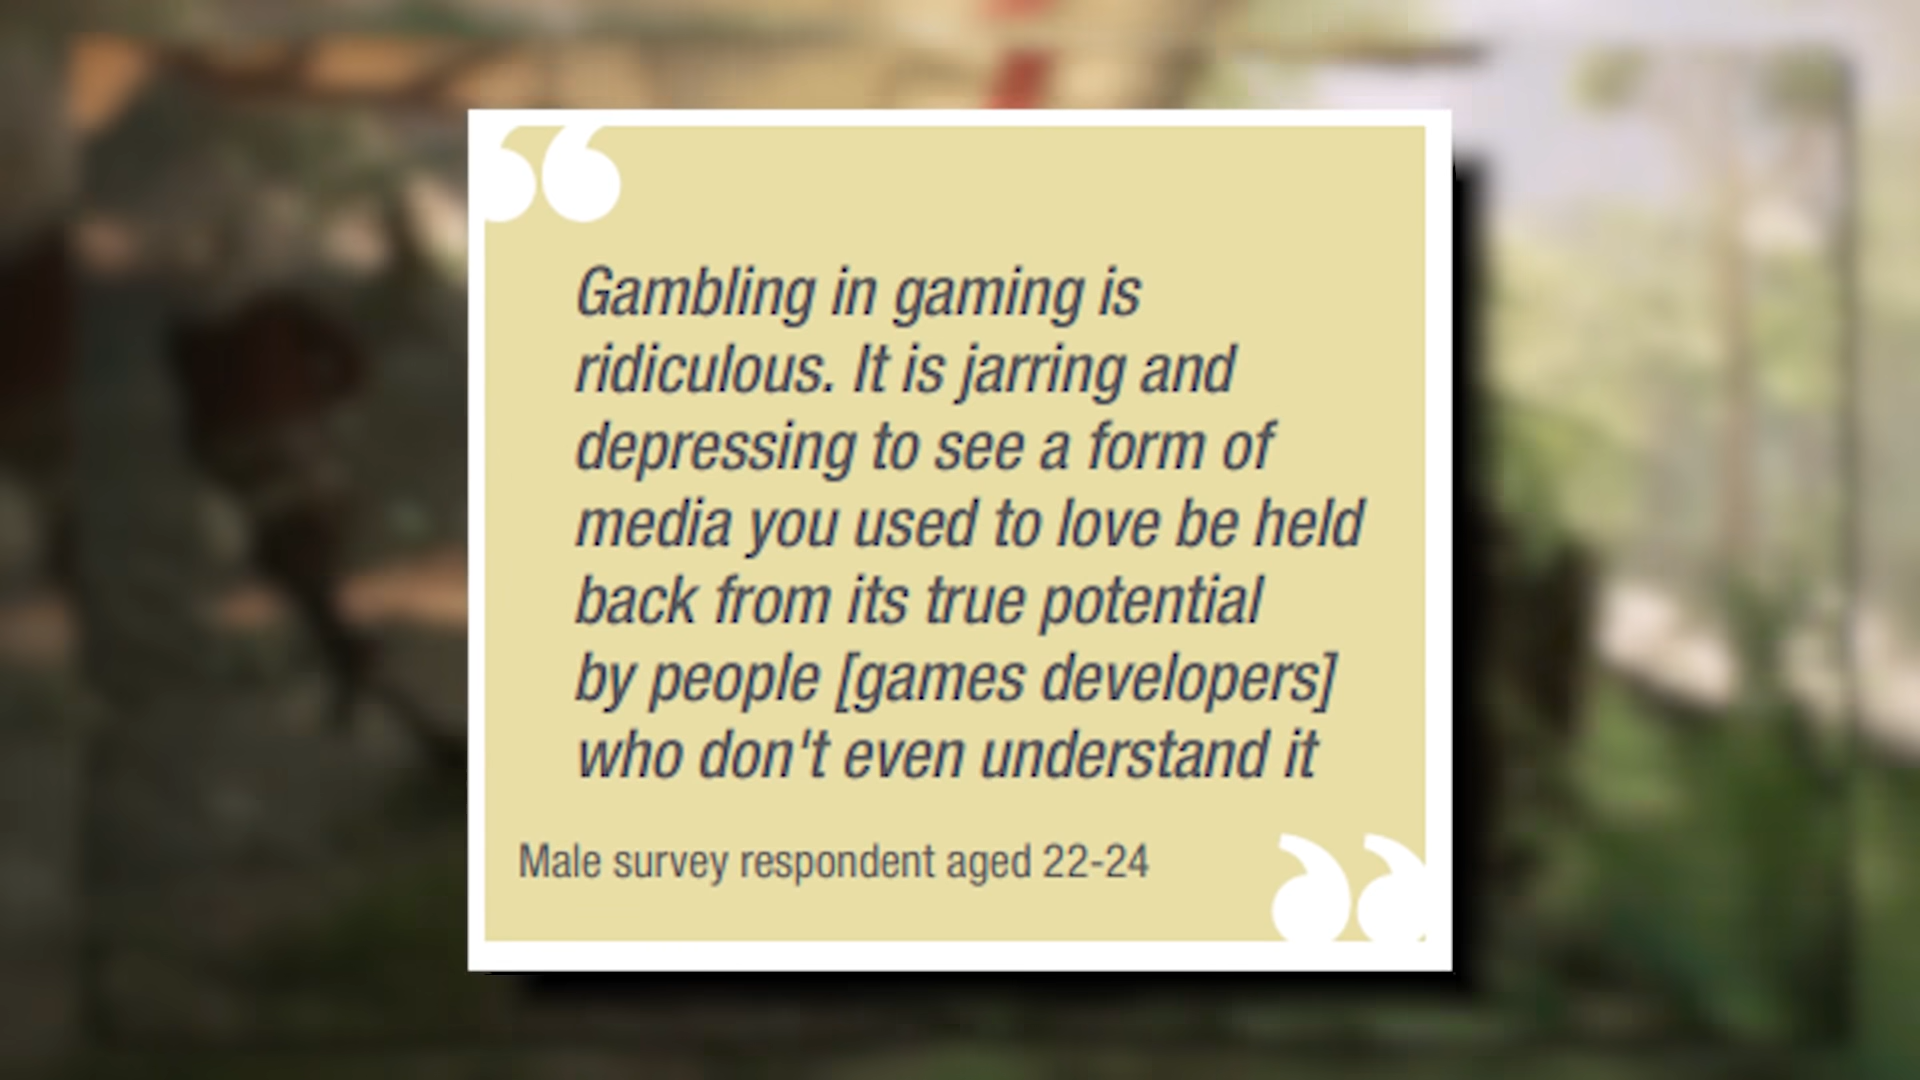 Gambling in gaming is
ridiculous. It is jarring and
depressing to see a form of
media you used to love be held
back from its true potential
by people [games developers]
who don't even understand it
Male survey respondent aged 22-24